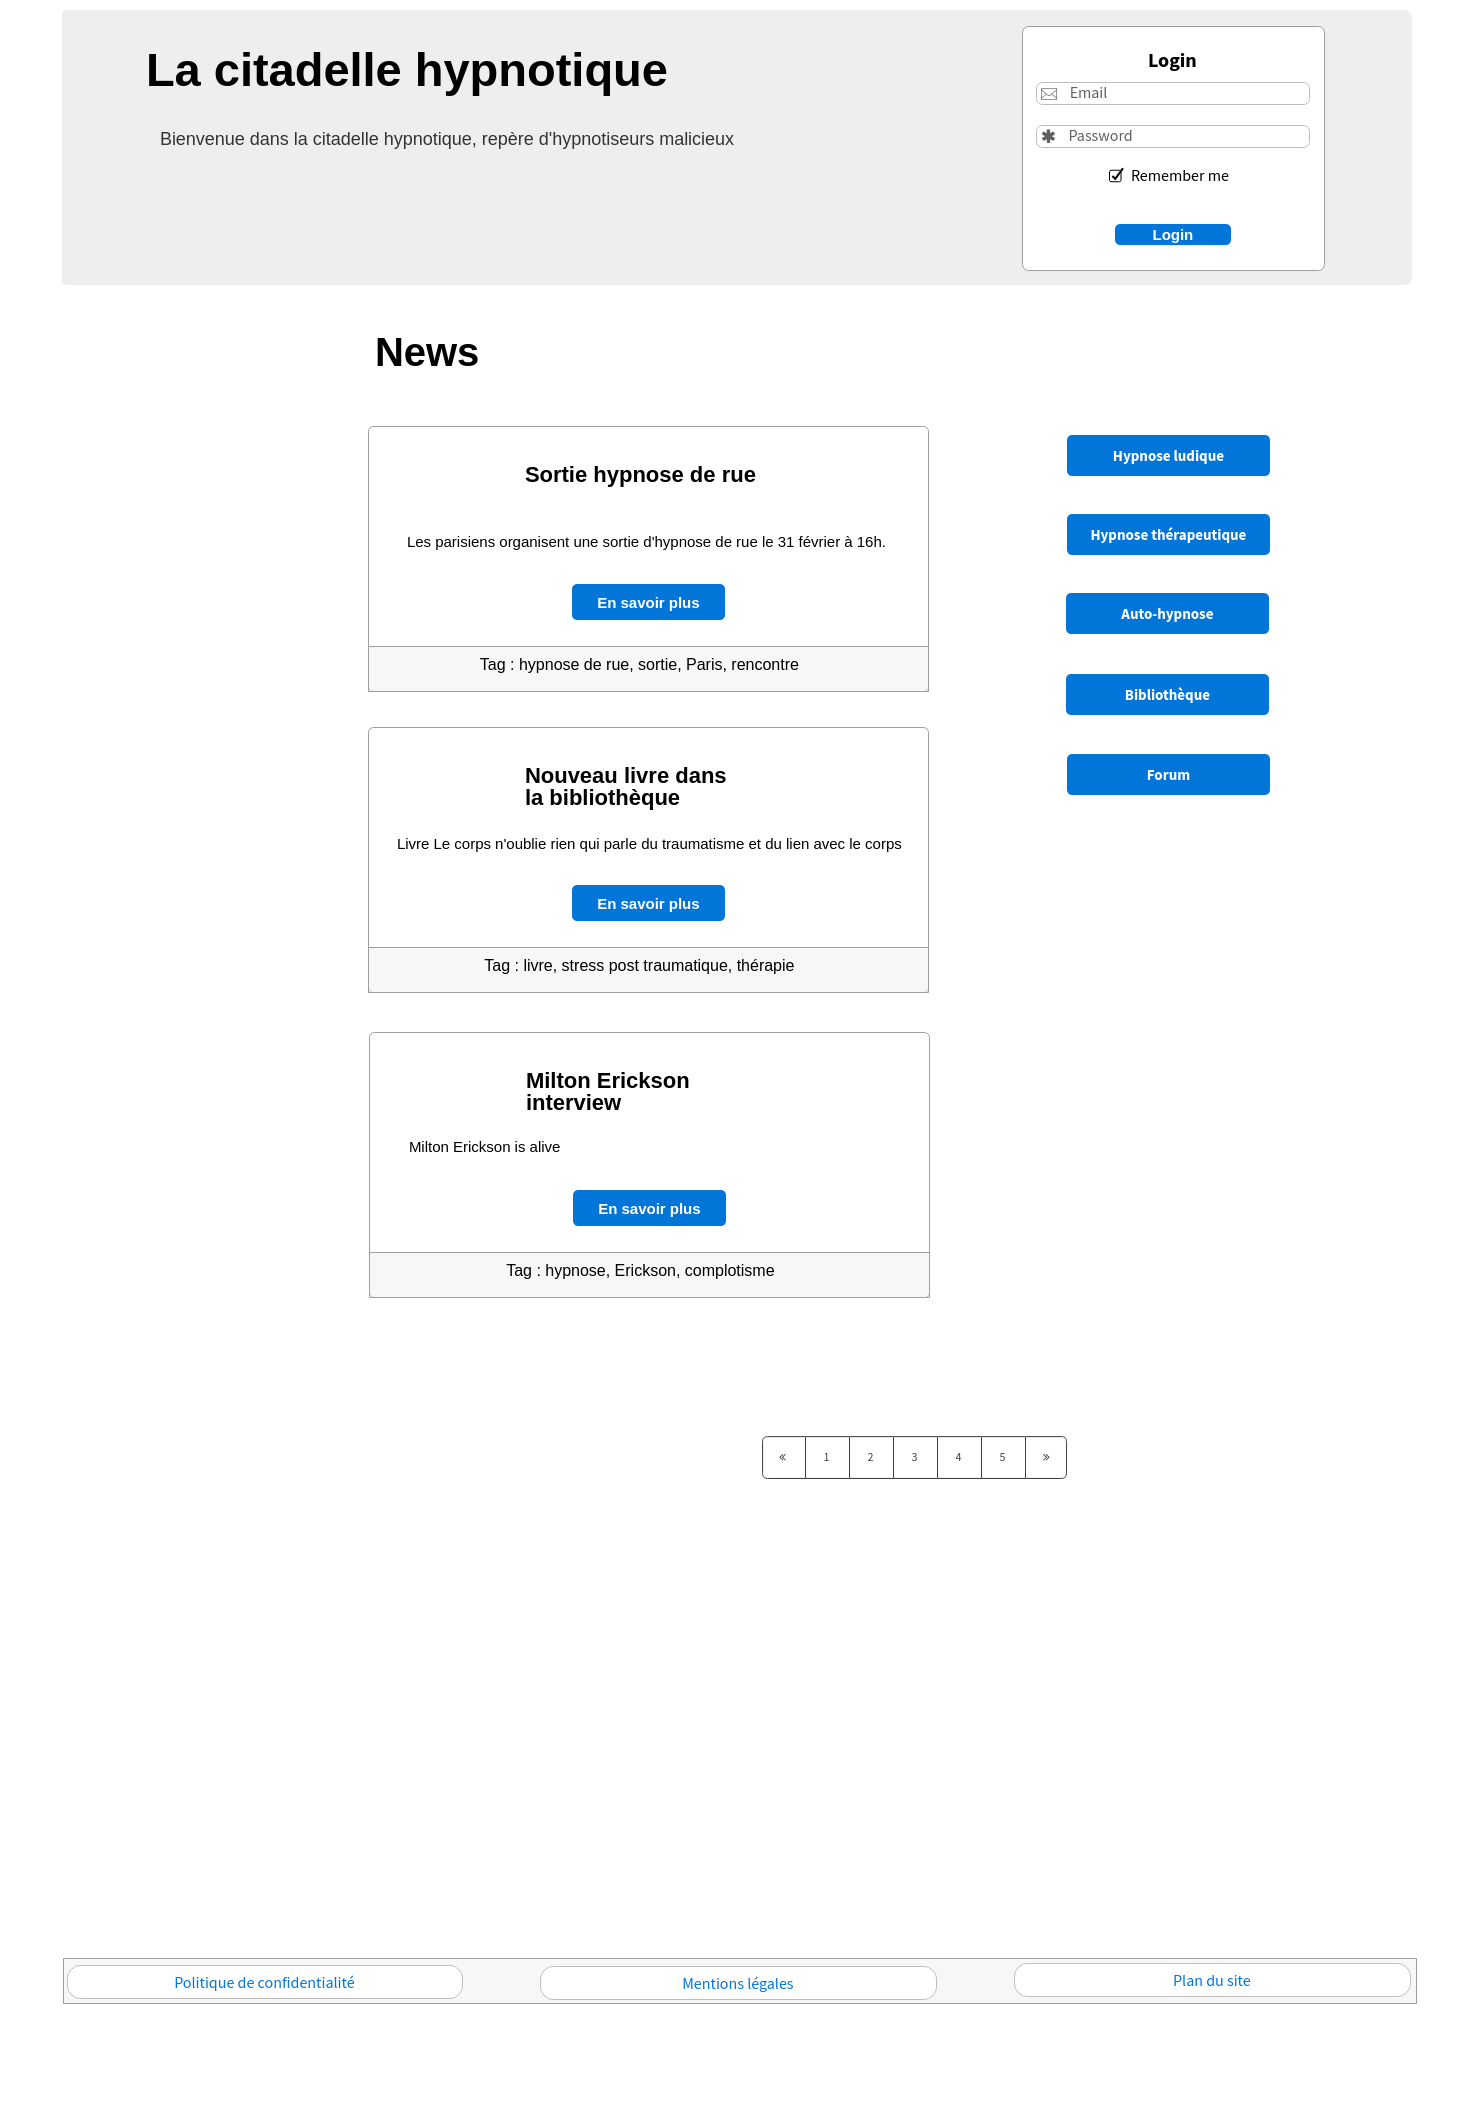 La citadelle hypnotique
Bienvenue dans la citadelle hypnotique, repère d'hypnotiseurs malicieux
Login
Email
Password
Remember me
Login
News
Sortie hypnose de rue
Les parisiens organisent une sortie d'hypnose de rue le 31 février à 16h.
En savoir plus
Tag : hypnose de rue, sortie, Paris, rencontre
Nouveau livre dans
la bibliothèque
Livre Le corps n'oublie rien qui parle du traumatisme et du lien avec le corps
En savoir plus
Tag : livre, stress post traumatique, thérapie
Milton Erickson
interview
Milton Erickson is alive
En savoir plus
Tag : hypnose, Erickson, complotisme
Hypnose ludique
Hypnose thérapeutique
Auto-hypnose
Bibliothèque
Forum
« 1 2 3 4 5 »
Politique de confidentialité
Mentions légales
Plan du site